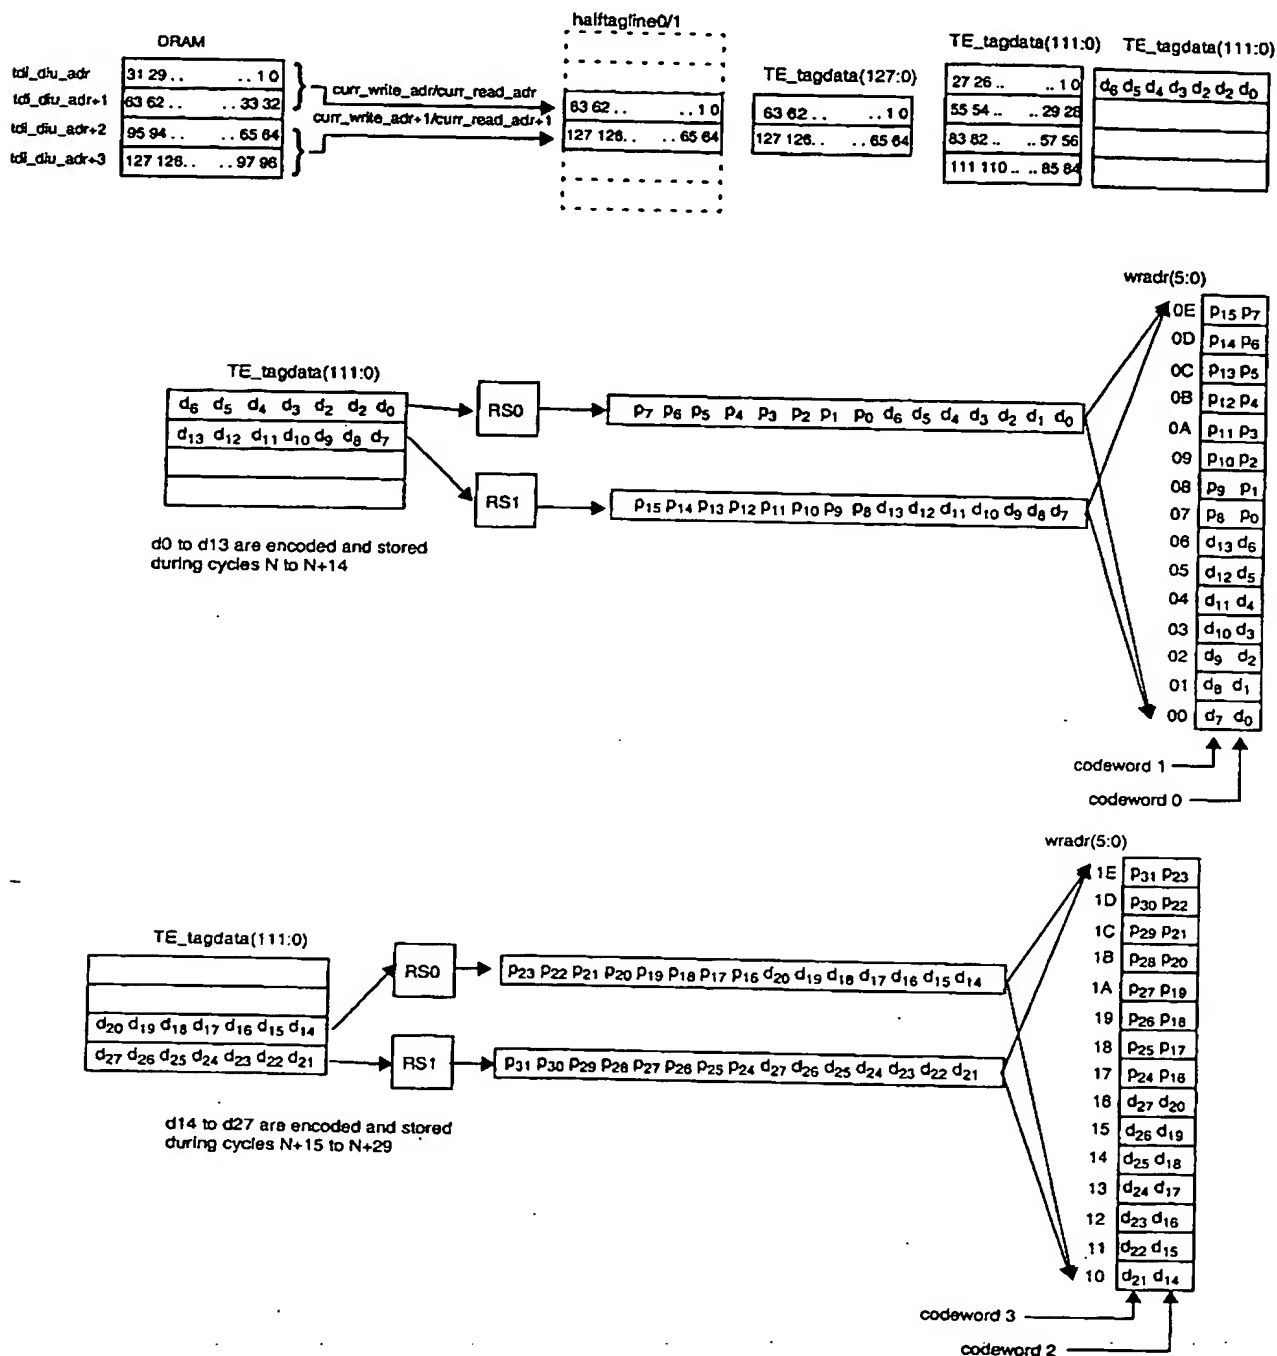 halftagline0/1
DRAM
TE_tagdata(111:0) TE_tagdata(111:0)
tdi_diu_adr 31 29.. ..1 0
TE_tagdata(127:0)
27 26 .. .. 1 0
d6 d5 d4 d3 d2 d2 d0
tdi_diu_adr+1 63 62.. ..33 32
curr_write_adr/curr_read_adr
63 62.. ..1 0
63 62.. ..1 0
55 54 .. .. 29 28
curr_write_adr+1/curr_read_adr+1
tdi_diu_adr+2 95 94.. ..65 64
127 126.. ..65 64
127 126.. ..65 64
83 82 .. .. 57 56
tdi_diu_adr+3 127 126.. ..97 96
111 110 .. .. 85 84
wradr(5:0)
0E p15 p7
0D p14 p6
0C p13 p5
0B p12 p4
0A p11 p3
09 p10 p2
08 p9 p1
07 p8 p0
06 d13 d6
05 d12 d5
04 d11 d4
03 d10 d3
02 d9 d2
01 d8 d1
00 d7 d0
codeword 1
codeword 0
TE_tagdata(111:0)
d6 d5 d4 d3 d2 d2 d0
RS0
p7 p6 p5 p4 p3 p2 p1 p0 d6 d5 d4 d3 d2 d1 d0
d13 d12 d11 d10 d9 d8 d7
RS1
p15 p14 p13 p12 p11 p10 p9 p8 d13 d12 d11 d10 d9 d8 d7
d0 to d13 are encoded and stored
during cycles N to N+14
wradr(5:0)
1E p31 p23
1D p30 p22
1C p29 p21
1B p28 p20
1A p27 p19
19 p26 p18
18 p25 p17
17 p24 p16
16 d27 d20
15 d26 d19
14 d25 d18
13 d24 d17
12 d23 d16
11 d22 d15
10 d21 d14
codeword 3
codeword 2
TE_tagdata(111:0)
RS0
p23 p22 p21 p20 p19 p18 p17 p16 d20 d19 d18 d17 d16 d15 d14
d20 d19 d18 d17 d16 d15 d14
d27 d26 d25 d24 d23 d22 d21
RS1
p31 p30 p29 p28 p27 p26 p25 p24 d27 d26 d25 d24 d23 d22 d21
d14 to d27 are encoded and stored
during cycles N+15 to N+29